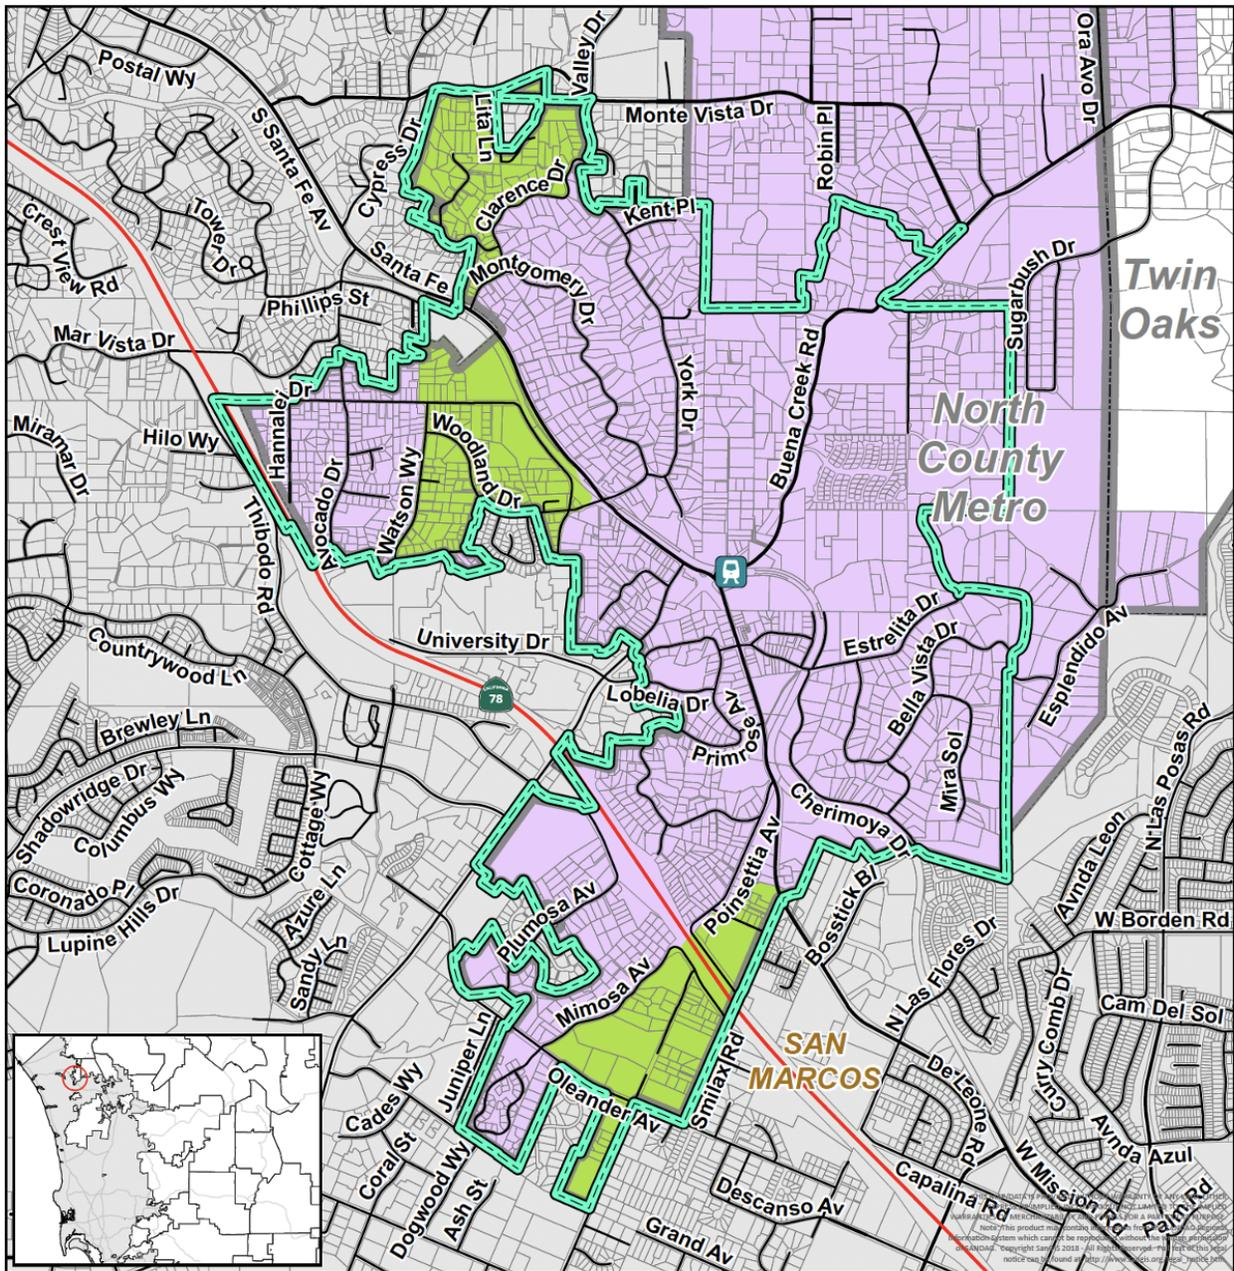 Postal Wy
Valley Dr
Ora Avo Dr
S Santa Fe Av
Lita Ln
Monte Vista Dr
Robin Pl
Cypress Dr
Clarence Dr
Kent Pl
Crest View Rd
Tower Dr
Santa Fe
Montgomery Dr
Sugarbush Dr
Twin
Oaks
Phillips St
Mar Vista Dr
York Dr
Buena Creek Rd
Hannalei Dr
Miramar Dr
Hilo Wy
Woodland Dr
North
County
Metro
Avocado Dr
Watson Wy
Thibodo Rd
Countrywood Ln
University Dr
Estrelita Dr
Bella Vista Dr
Esplendido Av
CALIFORNIA
78
Lobelia Dr
Primrose Av
Brewley Ln
Mira Sol
N Las Posas Rd
Shadowridge Dr
Columbus Wy
Cottage Wy
Cherimoya Dr
Poinsettia Av
Avnda Leon
Coronado Pl
Lupine Hills Dr
Azure Ln
Sandy Ln
Plumosa Av
Bosstick Bl
W Borden Rd
N Las Flores Dr
Mimosa Av
Curry Comb Dr
Cam Del Sol
Juniper Ln
SAN
MARCOS
Smilax Rd
Oleander Av
De Leone Rd
Cades Wy
Coral St
Dogwood Wy
Ash St
Avnda Azul
W Mission Rd
Capalina Rd
Descanso Av
Palm Rd
Grand Av